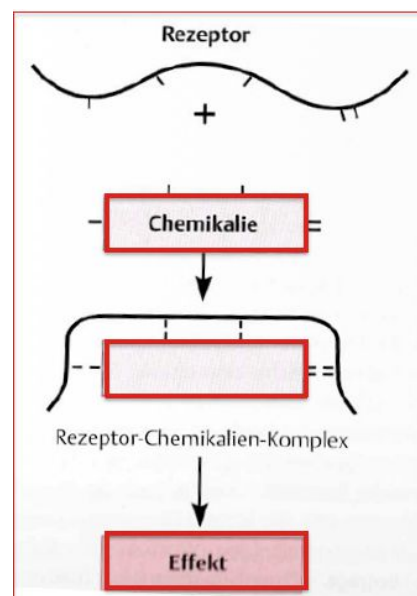 Rezeptor
+
Chemikalie
Rezeptor-Chemikalien-Komplex
Effekt